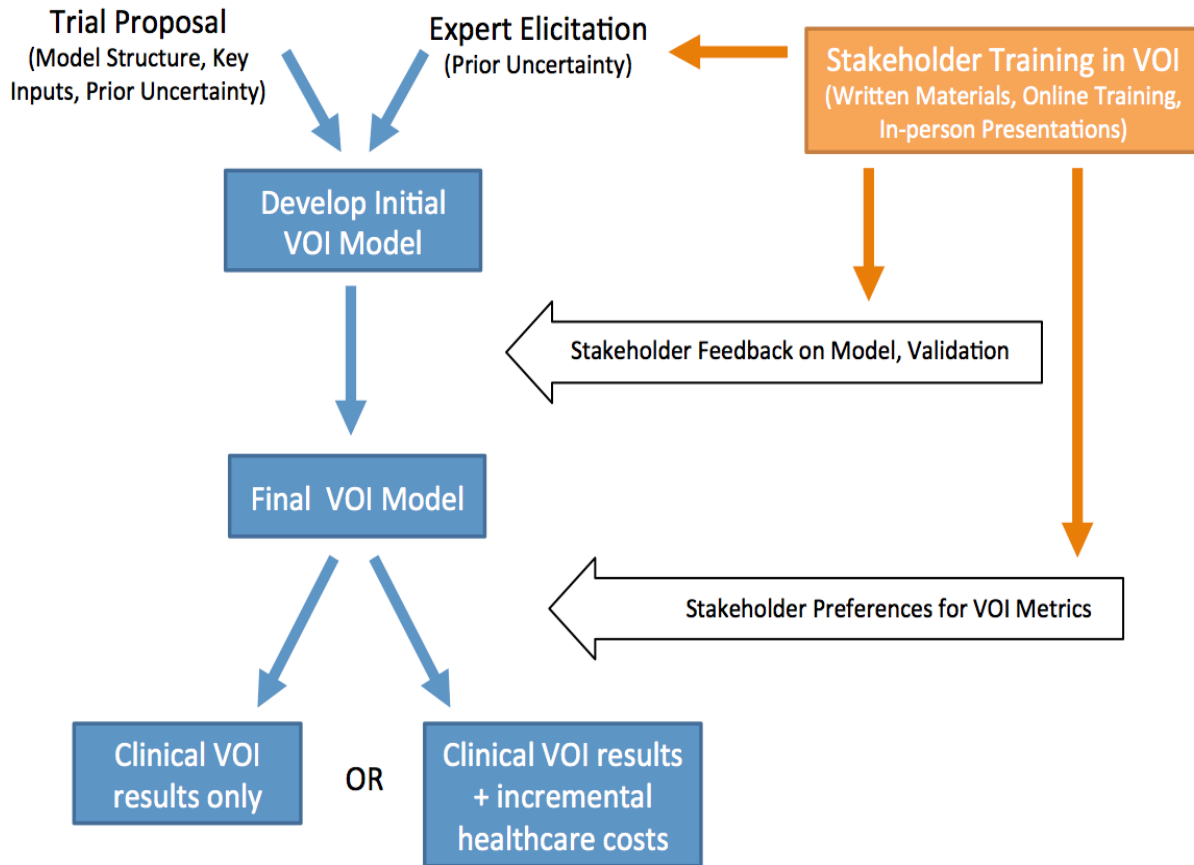 Trial Proposal
(Model Structure, Key
Inputs, Prior Uncertainty)
Expert Elicitation
(Prior Uncertainty)
Stakeholder Training in VOI
(Written Materials, Online Training,
In-person Presentations)
Develop Initial
VOI Model
Stakeholder Feedback on Model, Validation
Final VOI Model
Stakeholder Preferences for VOI Metrics
Clinical VOI
results only
OR
Clinical VOI results
+ incremental
healthcare costs